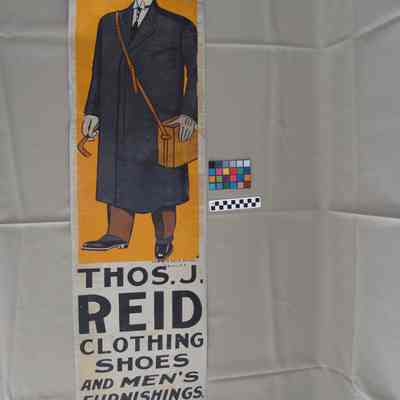 THOS. J.
REID
CLOTHING
SHOES
AND MEN'S
FURNISHINGS.